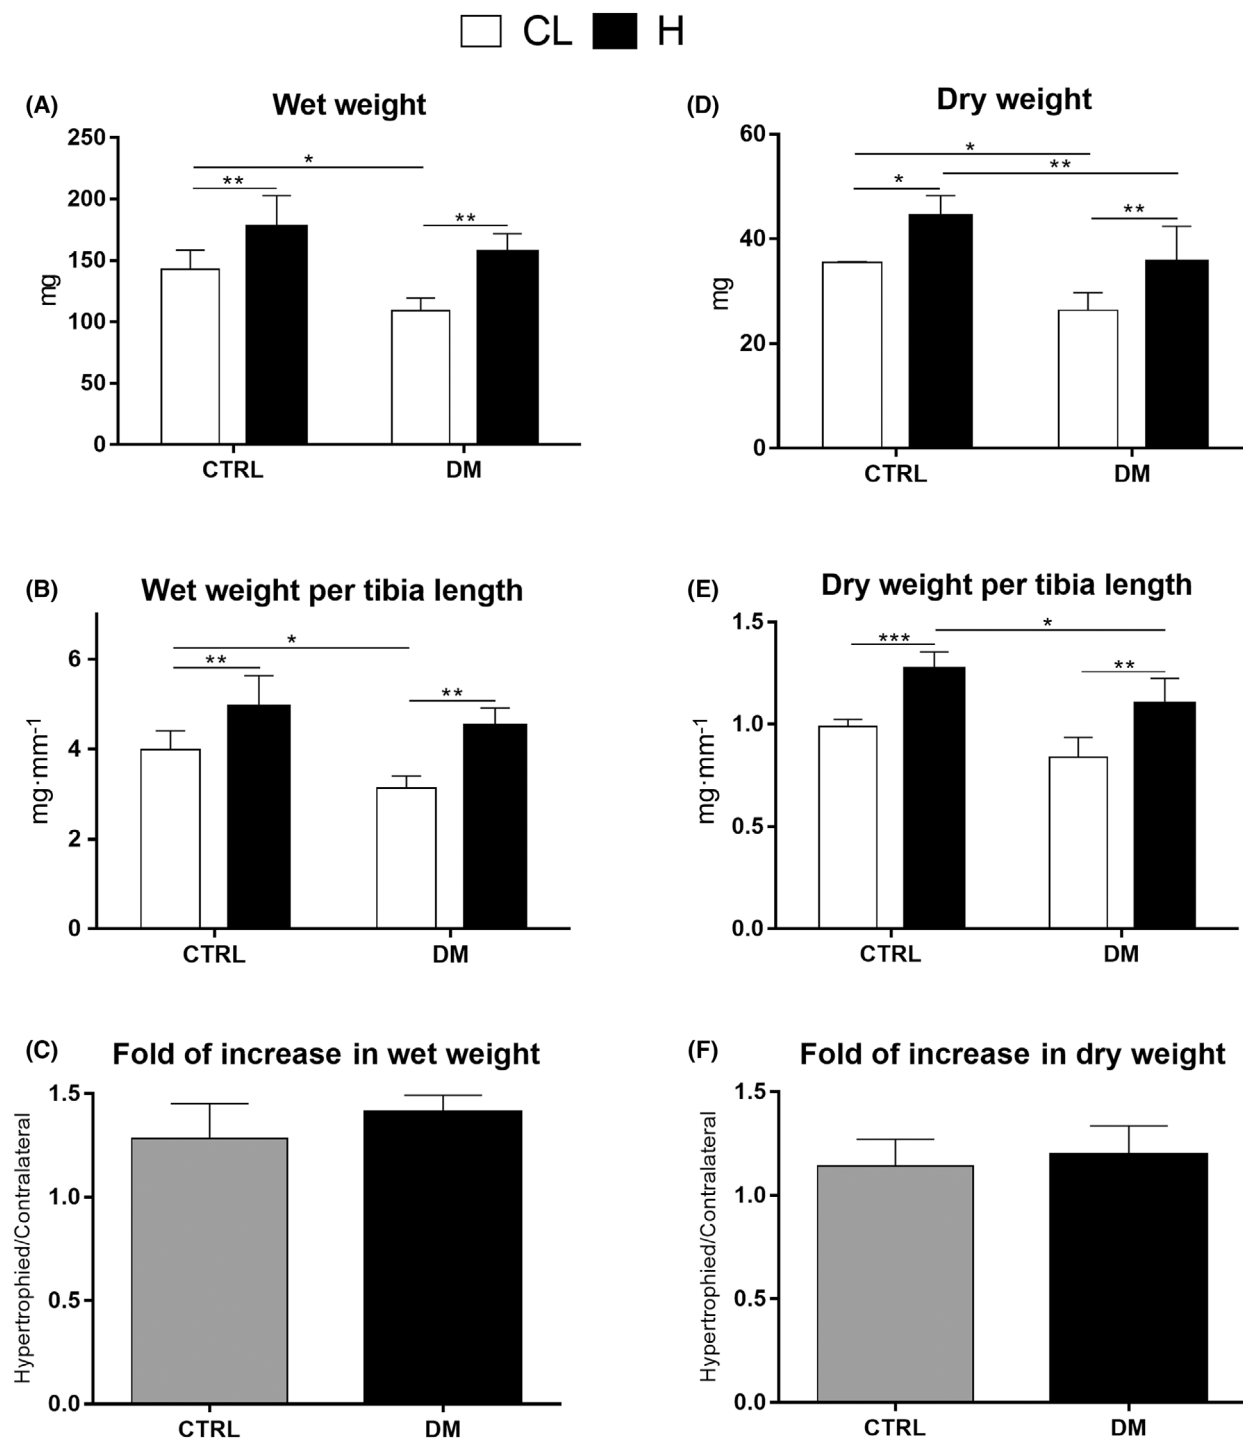 CL H
(A) Wet weight
250
200
150
100
50
0
mg
*
**
**
CTRL DM
(D) Dry weight
60
40
20
0
mg
*
**
*
**
CTRL DM
(B) Wet weight per tibia length
6
4
2
0
mg·mm⁻¹
*
**
**
CTRL DM
(E) Dry weight per tibia length
1.5
1.0
0.5
0.0
mg·mm⁻¹
*
***
**
CTRL DM
(C) Fold of increase in wet weight
1.5
1.0
0.5
0.0
Hypertrophied/Contralateral
CTRL DM
(F) Fold of increase in dry weight
1.5
1.0
0.5
0.0
Hypertrophied/Contralateral
CTRL DM